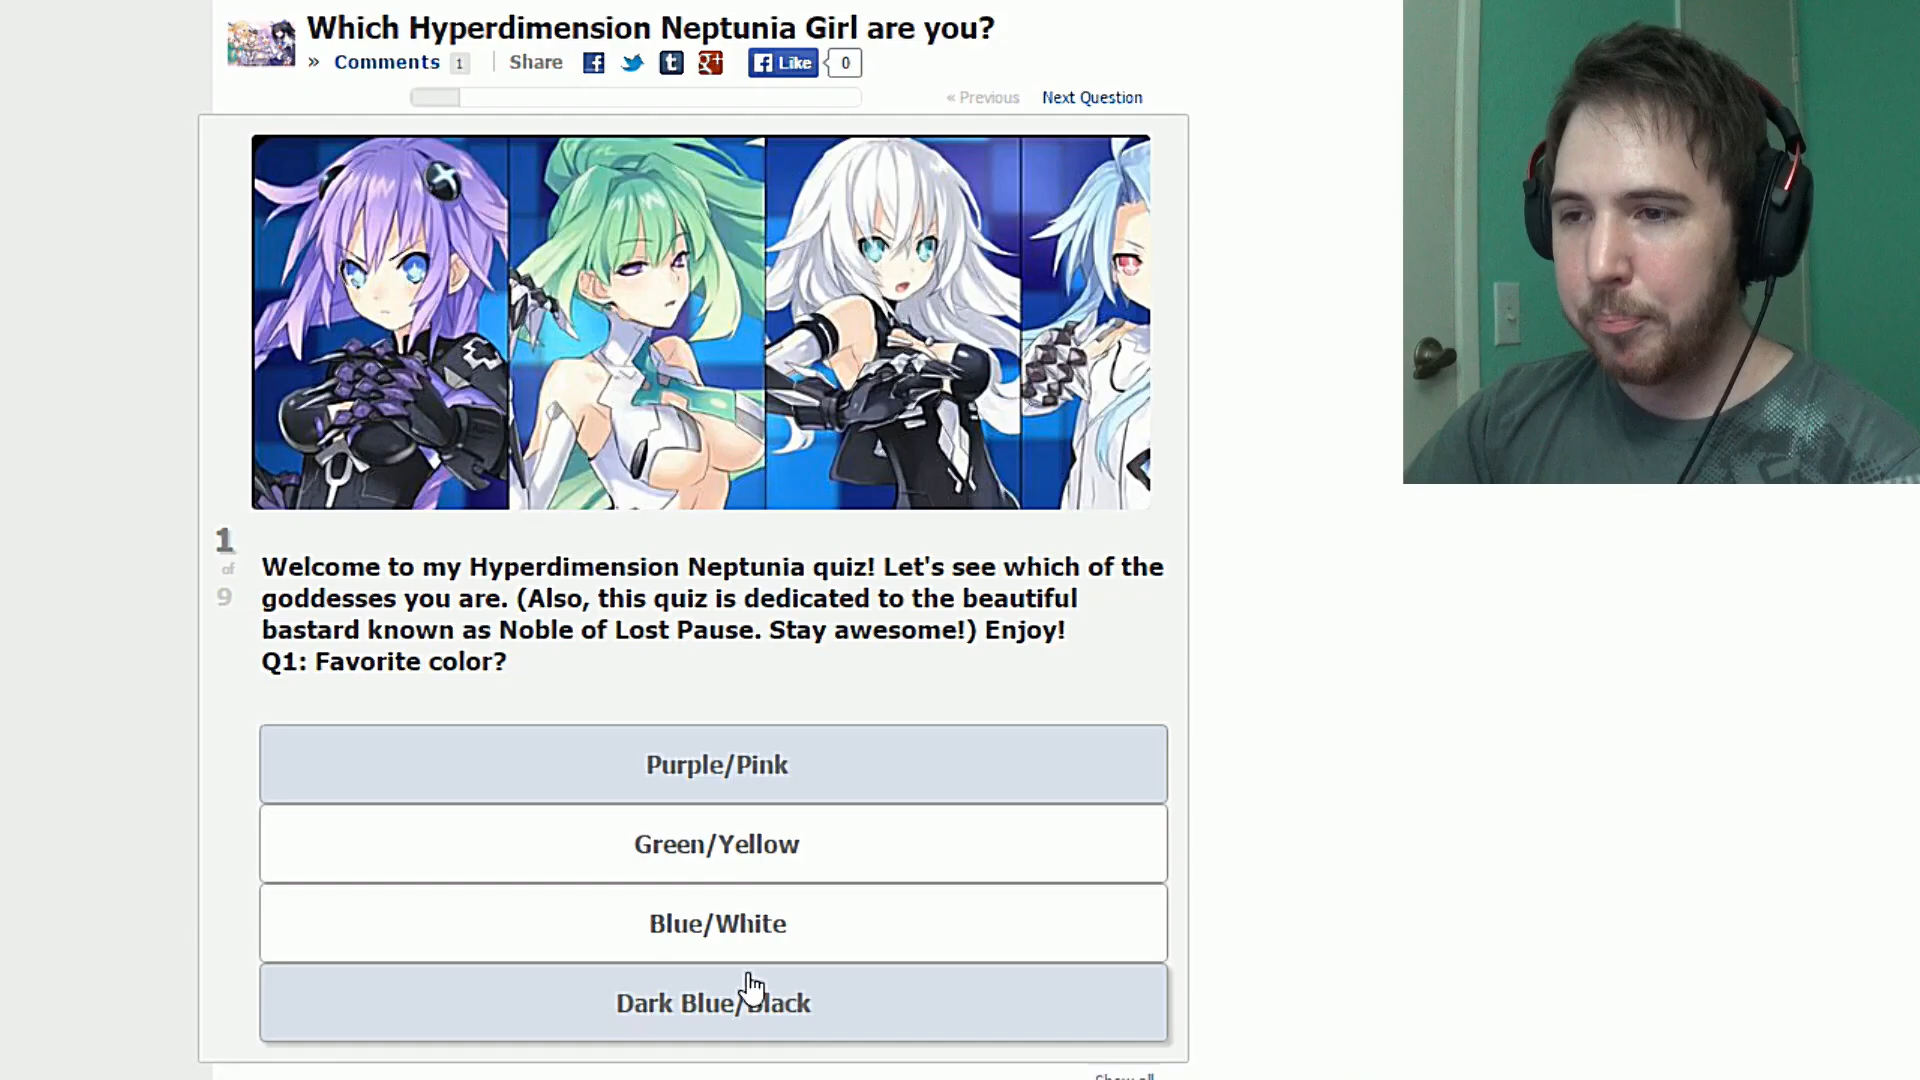 Which Hyperdimension Neptunia Girl are you?
» Comments 1 Share Like 0
« Previous Next Question
1
of
9
Welcome to my Hyperdimension Neptunia quiz! Let's see which of the
goddesses you are. (Also, this quiz is dedicated to the beautiful
bastard known as Noble of Lost Pause. Stay awesome!) Enjoy!
Q1: Favorite color?
Purple/Pink
Green/Yellow
Blue/White
Dark Blue/Black
Show all